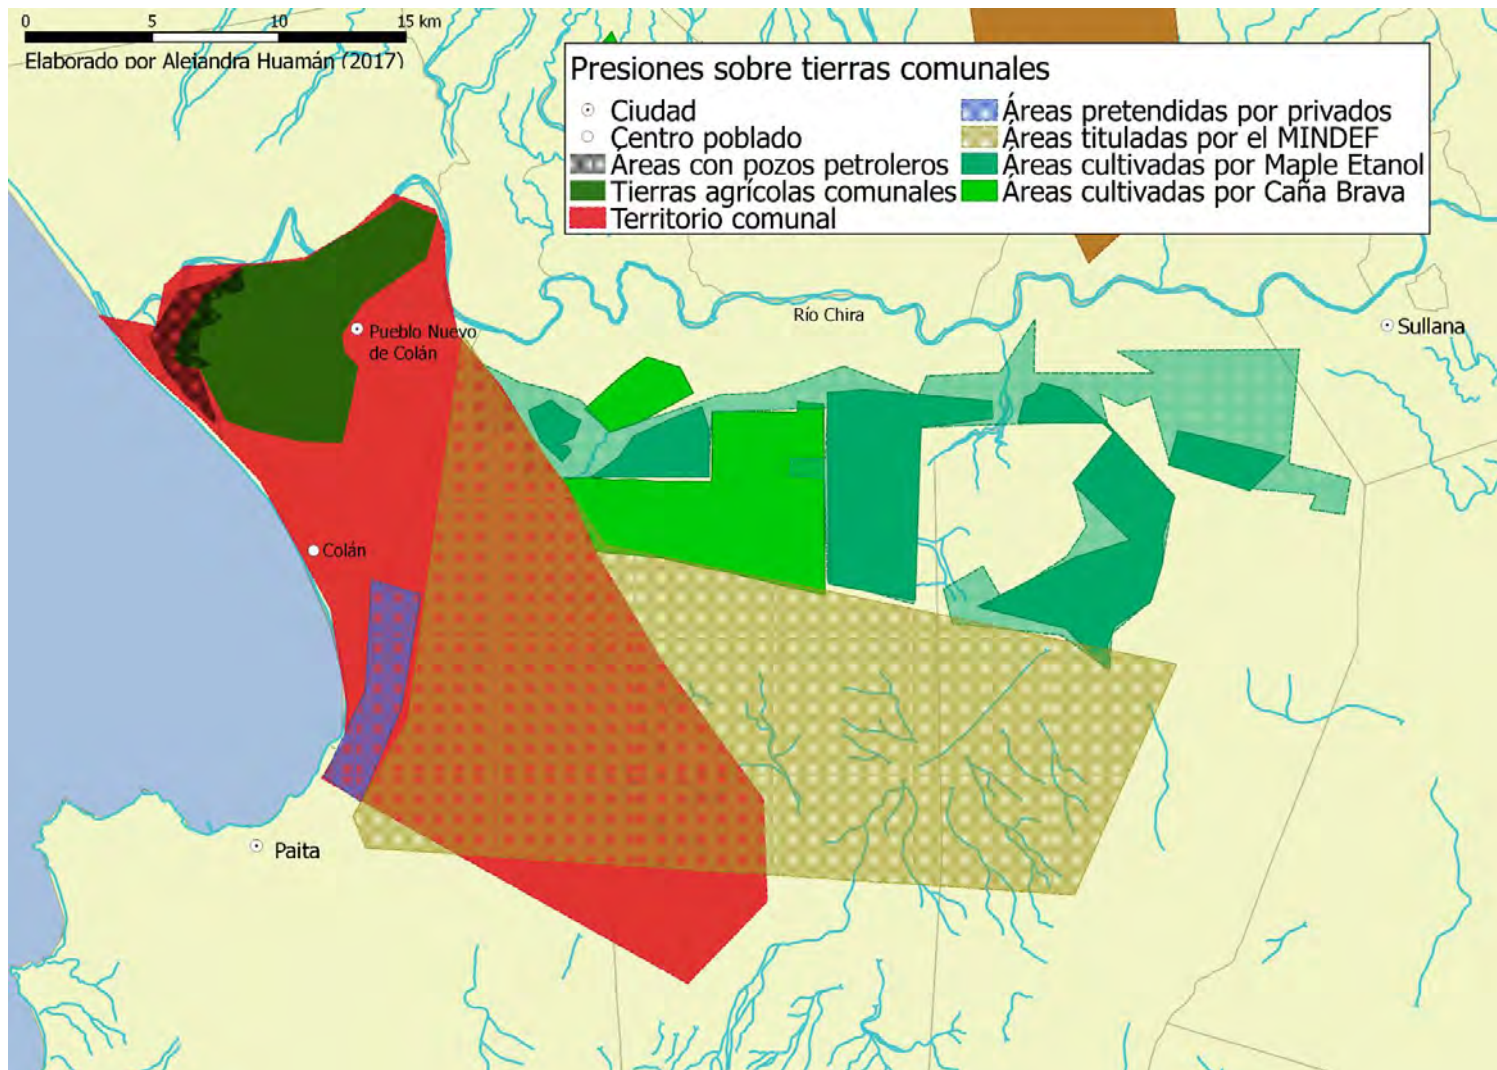 0 5 10 15 km
Elaborado por Alejandra Huamán (2017)
Presiones sobre tierras comunales
Ciudad
Centro poblado
Áreas con pozos petroleros
Tierras agrícolas comunales
Territorio comunal
Áreas pretendidas por privados
Áreas tituladas por el MINDEF
Áreas cultivadas por Maple Etanol
Áreas cultivadas por Caña Brava
Río Chira
Sullana
Pueblo Nuevo
de Colán
Colán
Paita